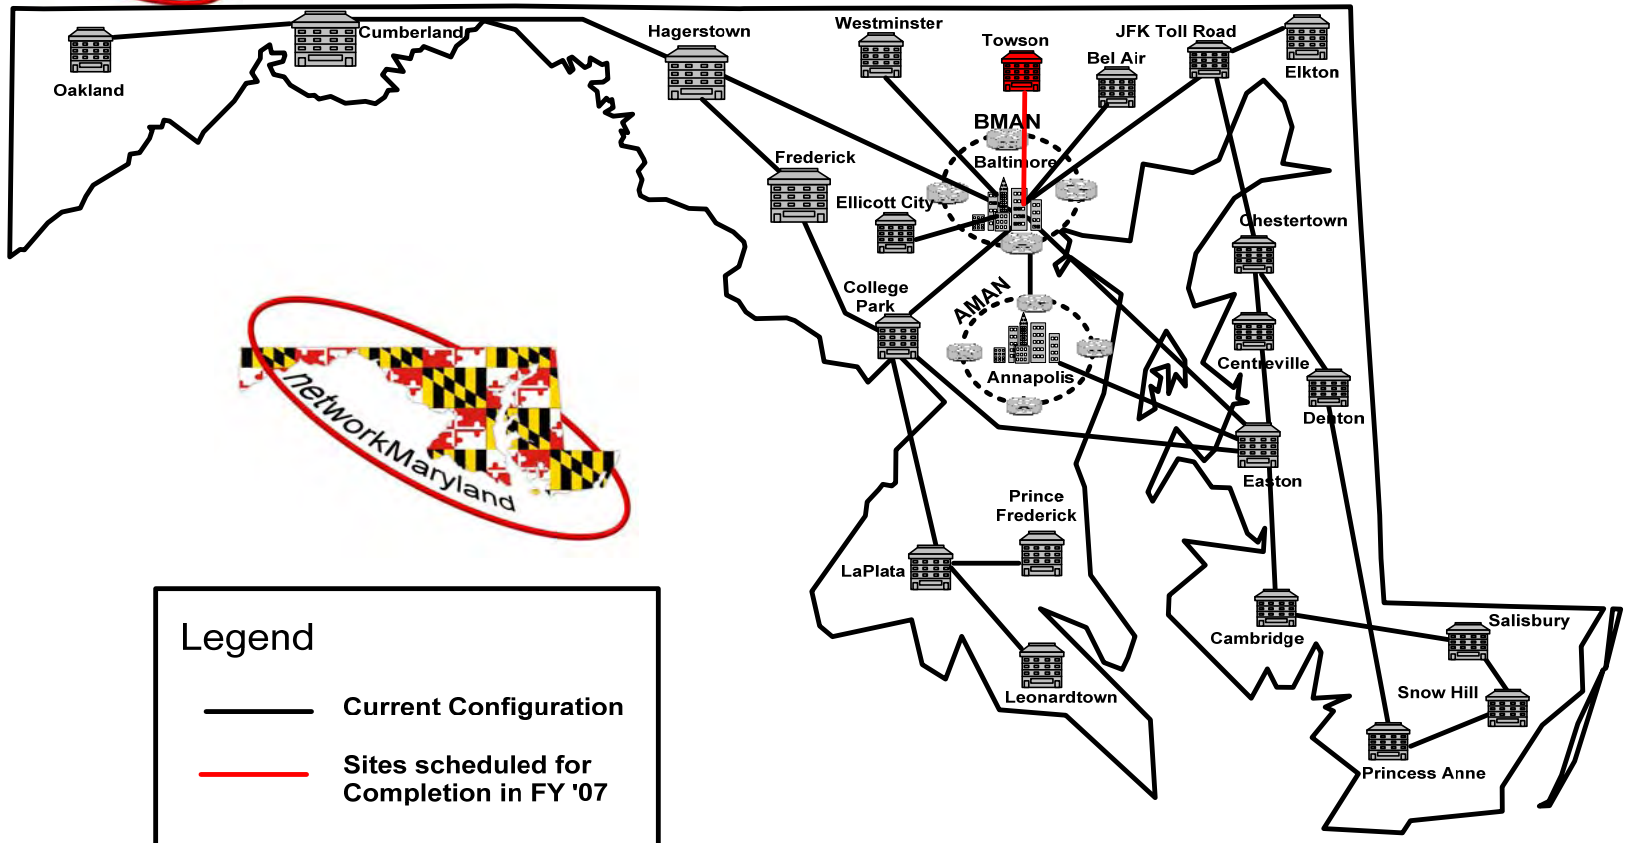 Westminster
Cumberland
Hagerstown
JFK Toll Road
Towson
Bel Air
Elkton
Oakland
BMAN
Frederick
Baltimore
Ellicott City
Chestertown
College
Park
AMAN
Centreville
Annapolis
Denton
networkMaryland
Easton
Prince
Frederick
LaPlata
Salisbury
Cambridge
Legend
Snow Hill
Leonardtown
Current Configuration
Princess Anne
Sites scheduled for
Completion in FY '07